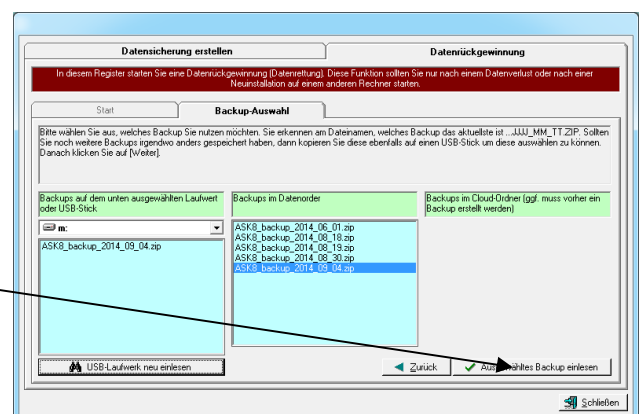 Datensicherung erstellen
Datenrückgewinnung
In diesem Register starten Sie eine Datenrückgewinnung (Datenrettung). Diese Funktion sollten Sie nur nach einem Datenverlust oder nach einer
Neuinstallation auf einem anderen Rechner starten.
Start
Backup-Auswahl
Bitte wählen Sie aus, welches Backup Sie nutzen möchten. Sie erkennen am Dateinamen, welches Backup das aktuellste ist ...JJJJ_MM_TT.ZIP. Sollten
Sie noch weitere Backups irgendwo anders gespeichert haben, dann kopieren Sie diese ebenfalls auf einen USB-Stick um diese auswählen zu können.
Danach klicken Sie auf [Weiter].
Backups auf dem unten ausgewählten Laufwert
oder USB-Stick
Backups im Datenorder
Backups im Cloud-Ordner (ggf. muss vorher ein
Backup erstellt werden)
m:
ASK8_backup_2014_09_04.zip
ASK8_backup_2014_06_01.zip
ASK8_backup_2014_08_18.zip
ASK8_backup_2014_08_19.zip
ASK8_backup_2014_08_30.zip
ASK8_backup_2014_09_04.zip
USB-Laufwerk neu einlesen
Zurück
Ausgewähltes Backup einlesen
Schließen